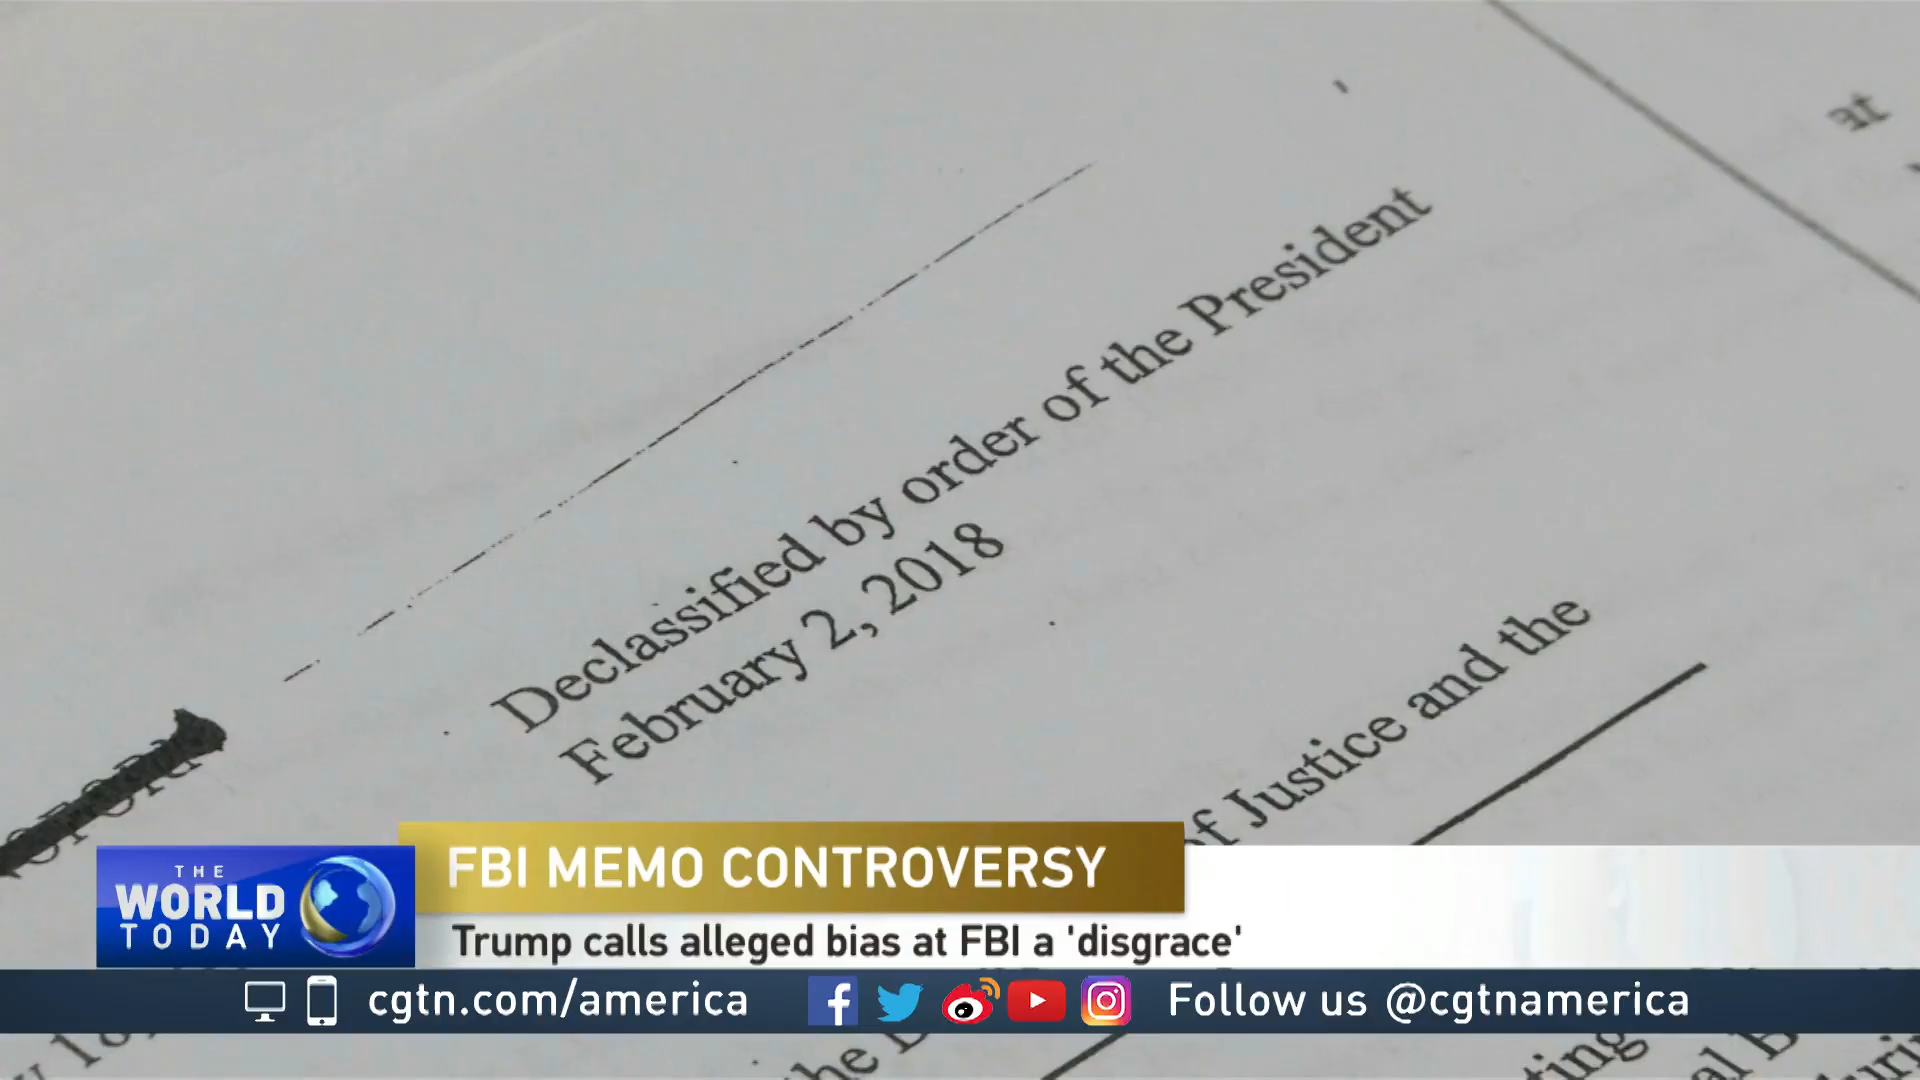 at
Declassified by order of the President
February 2, 2018
of Justice and the
FBI MEMO CONTROVERSY
THE
WORLD
TODAY
Trump calls alleged bias at FBI a 'disgrace'
cgtn.com/america
Follow us @cgtnamerica
the